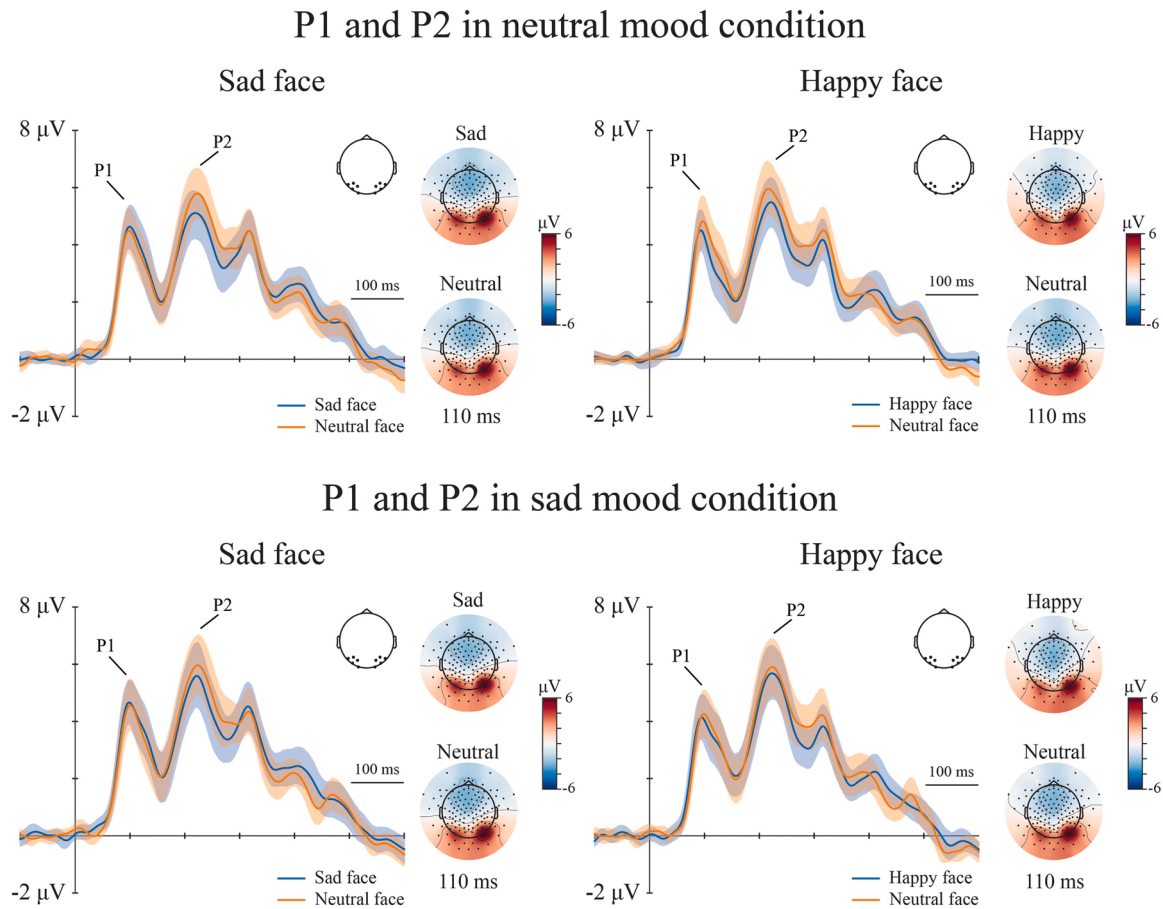 P1 and P2 in neutral mood condition
Sad face
8 μV
P1
P2
Sad
μV
6
-6
100 ms
Neutral
-2 μV
Sad face
Neutral face
110 ms
Happy face
8 μV
P1
P2
Happy
μV
6
-6
100 ms
Neutral
-2 μV
Happy face
Neutral face
110 ms
P1 and P2 in sad mood condition
Sad face
8 μV
P1
P2
Sad
μV
6
-6
100 ms
Neutral
-2 μV
Sad face
Neutral face
110 ms
Happy face
8 μV
P1
P2
Happy
μV
6
-6
100 ms
Neutral
-2 μV
Happy face
Neutral face
110 ms